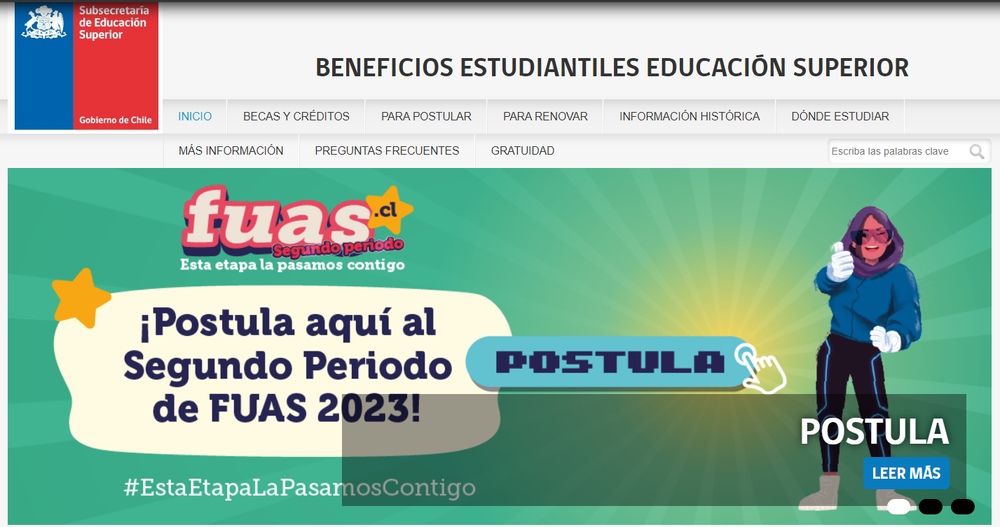 Subsecretaría
de Educación
Superior
Gobierno de Chile
BENEFICIOS ESTUDIANTILES EDUCACIÓN SUPERIOR
INICIO BECAS Y CRÉDITOS PARA POSTULAR PARA RENOVAR INFORMACIÓN HISTÓRICA DÓNDE ESTUDIAR
MÁS INFORMACIÓN PREGUNTAS FRECUENTES GRATUIDAD Escriba las palabras clave
fuas.cl
Segundo periodo
Esta etapa la pasamos contigo
¡Postula aquí al
Segundo Periodo
de FUAS 2023!
POSTULA
POSTULA
LEER MÁS
#EstaEtapaLaPasamosContigo